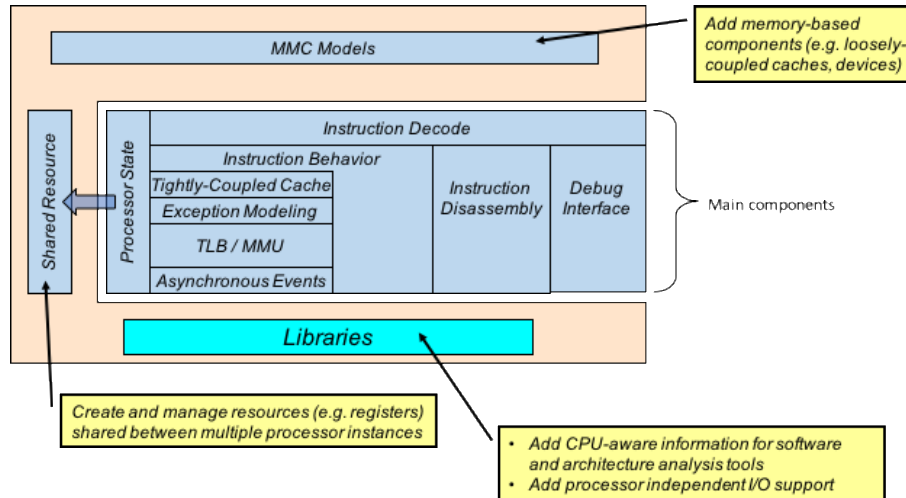 Add memory-based
components (e.g. loosely-
coupled caches, devices)
MMC Models
Shared Resource
Processor State
Instruction Decode
Instruction Behavior
Tightly-Coupled Cache
Exception Modeling
TLB / MMU
Asynchronous Events
Instruction
Disassembly
Debug
Interface
Main components
Libraries
Create and manage resources (e.g. registers)
shared between multiple processor instances
• Add CPU-aware information for software
and architecture analysis tools
• Add processor independent I/O support